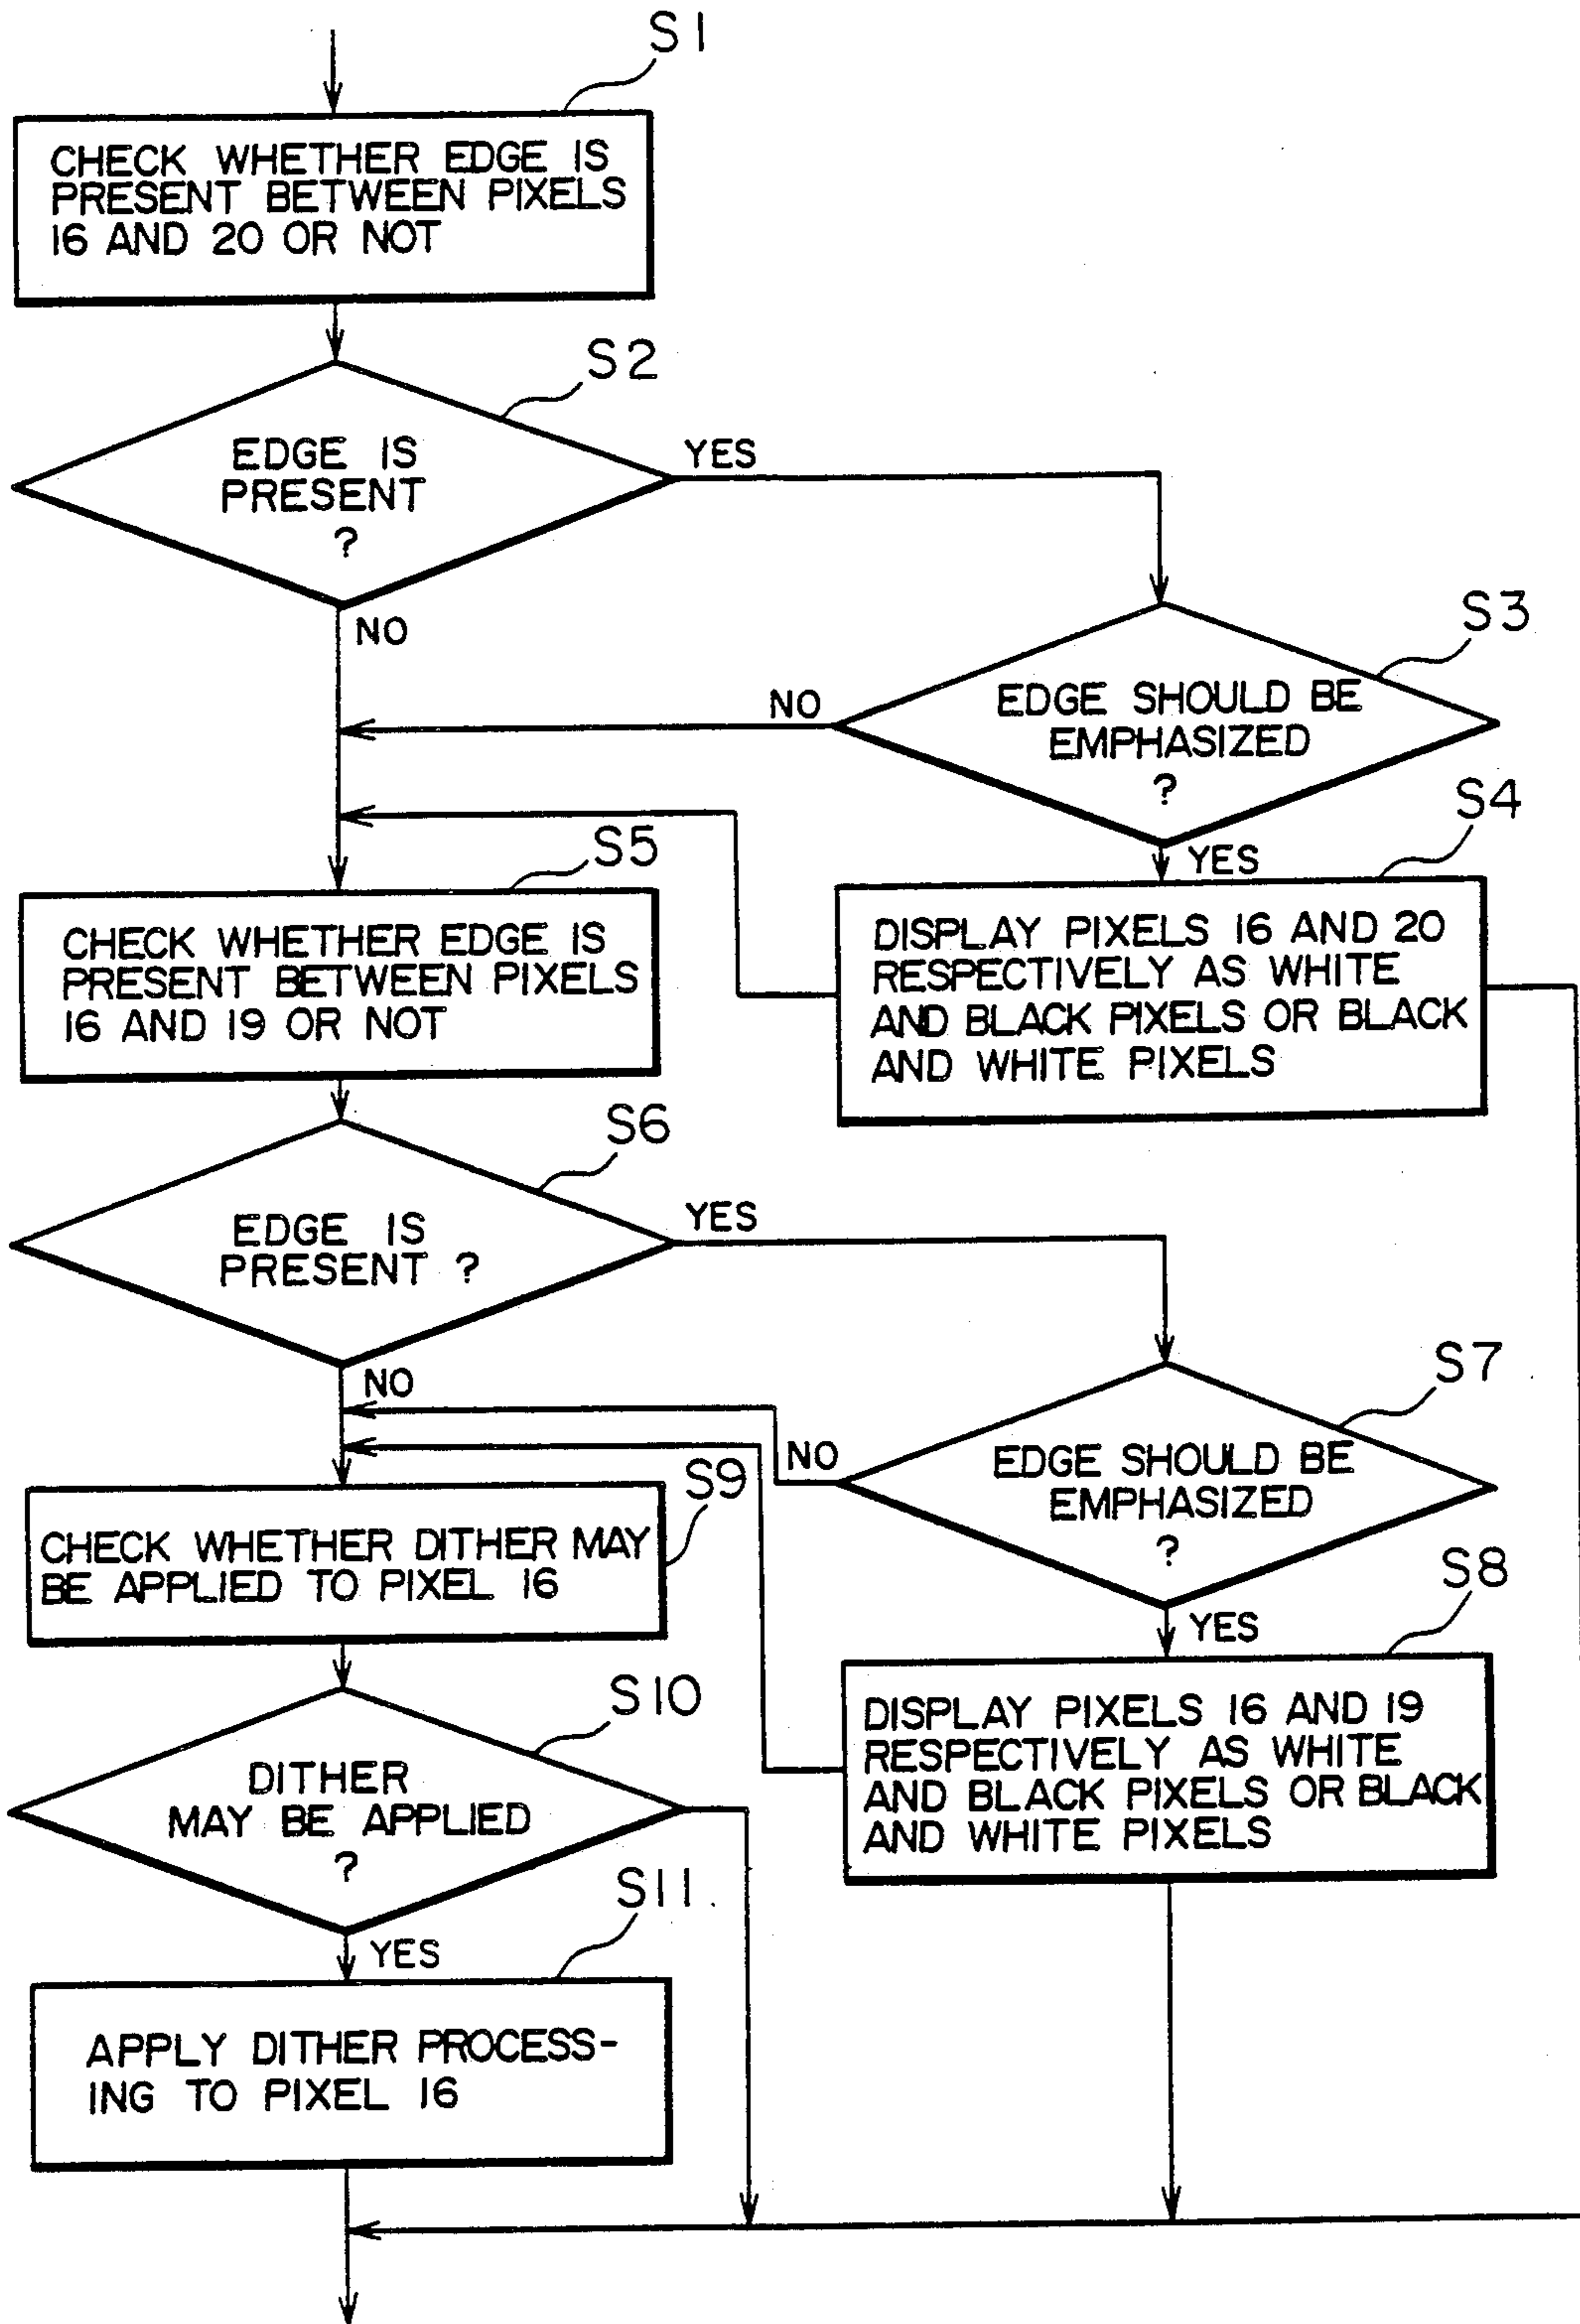 S1
CHECK WHETHER EDGE IS
PRESENT BETWEEN PIXELS
16 AND 20 OR NOT
S2
EDGE IS
PRESENT
?
YES
NO
S3
EDGE SHOULD BE
EMPHASIZED
?
NO
YES
S4
DISPLAY PIXELS 16 AND 20
RESPECTIVELY AS WHITE
AND BLACK PIXELS OR BLACK
AND WHITE PIXELS
S5
CHECK WHETHER EDGE IS
PRESENT BETWEEN PIXELS
16 AND 19 OR NOT
S6
EDGE IS
PRESENT ?
YES
NO
S7
EDGE SHOULD BE
EMPHASIZED
?
NO
YES
S8
DISPLAY PIXELS 16 AND 19
RESPECTIVELY AS WHITE
AND BLACK PIXELS OR BLACK
AND WHITE PIXELS
S9
CHECK WHETHER DITHER MAY
BE APPLIED TO PIXEL 16
S10
DITHER
MAY BE APPLIED
?
YES
S11
APPLY DITHER PROCESS-
ING TO PIXEL 16